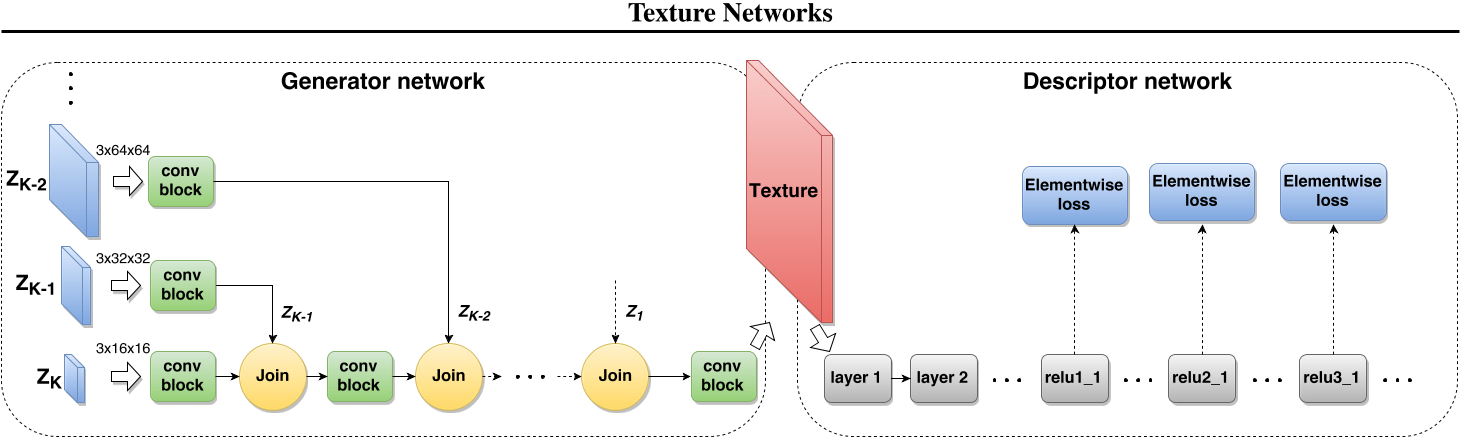 Texture Networks
Generator network
Descriptor network
Z_{K-2}
3x64x64
conv
block
Z_{K-1}
3x32x32
conv
block
Z_K
3x16x16
conv
block
z_{K-1}
Join
conv
block
z_{K-2}
Join
. . .
z_1
Join
conv
block
Texture
Elementwise
loss
Elementwise
loss
Elementwise
loss
layer 1
layer 2
. . .
relu1_1
. . .
relu2_1
. . .
relu3_1
. . .